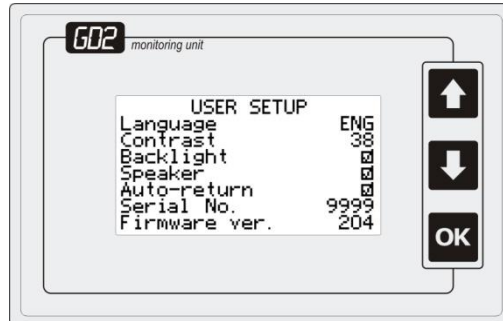 GD2 monitoring unit
USER SETUP
Language ENG
Contrast 38
Backlight ☑
Speaker ☑
Auto-return ☑
Serial No. 9999
Firmware ver. 204
OK